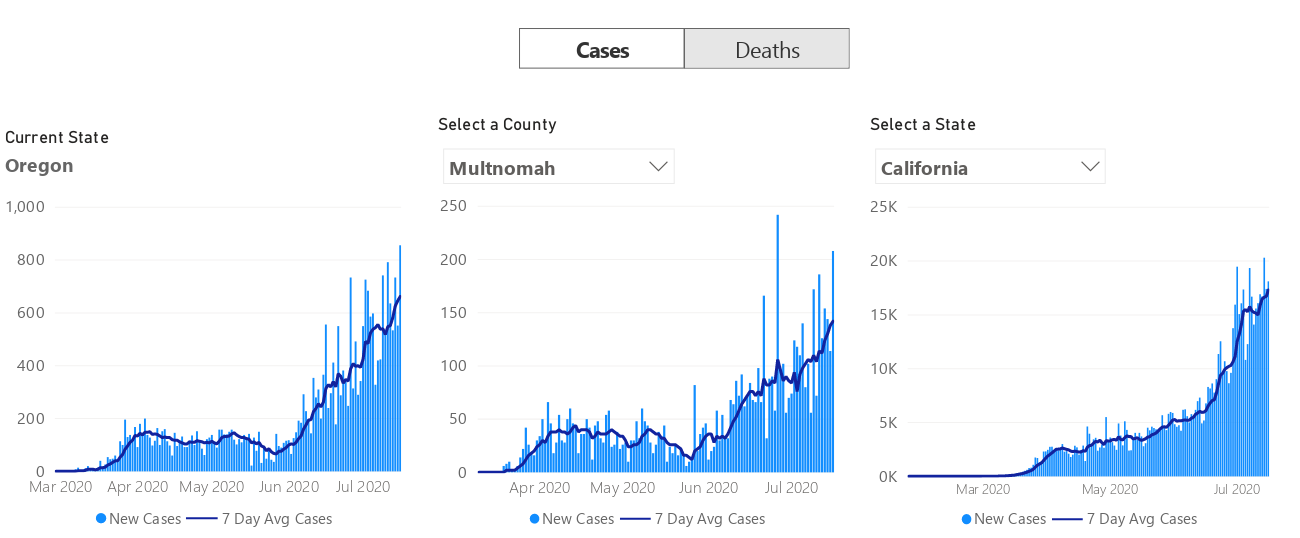 Cases Deaths
Current State
Oregon
1,000
800
600
400
200
0
Mar 2020 Apr 2020 May 2020 Jun 2020 Jul 2020
New Cases 7 Day Avg Cases
Select a County
Multnomah
250
200
150
100
50
0
Apr 2020 May 2020 Jun 2020 Jul 2020
New Cases 7 Day Avg Cases
Select a State
California
25K
20K
15K
10K
5K
0K
Mar 2020 May 2020 Jul 2020
New Cases 7 Day Avg Cases